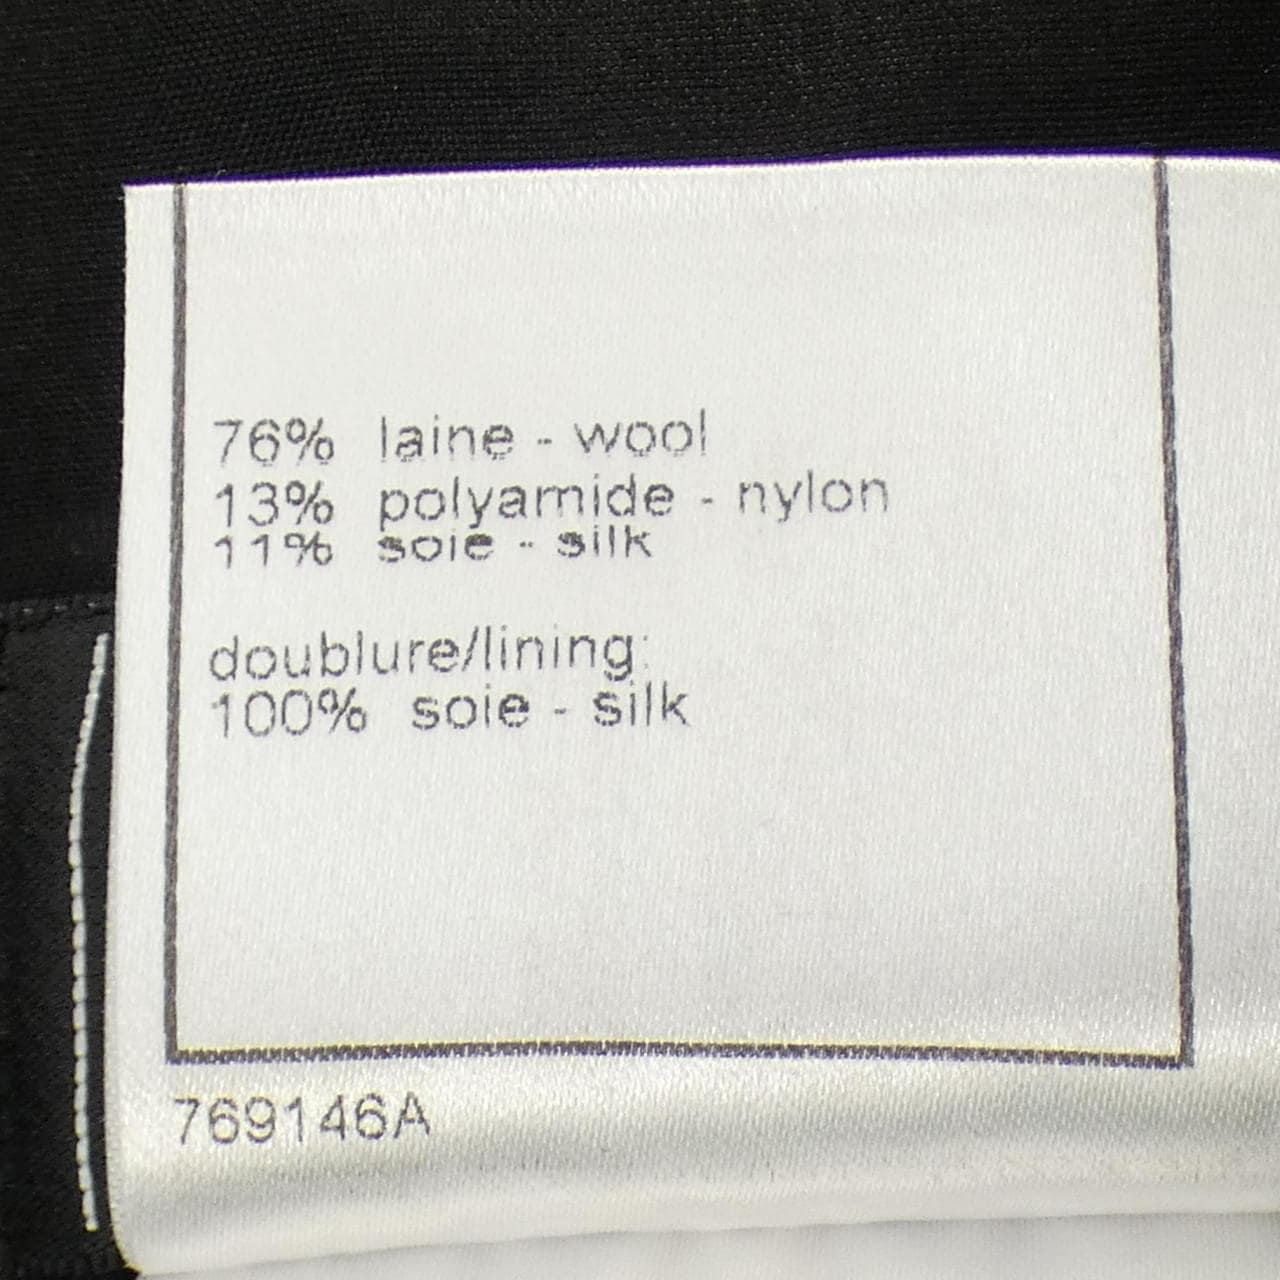 76% laine - wool
13% polyamide - nylon
11% soie - silk
doublure/lining:
100% soie - silk
769146A